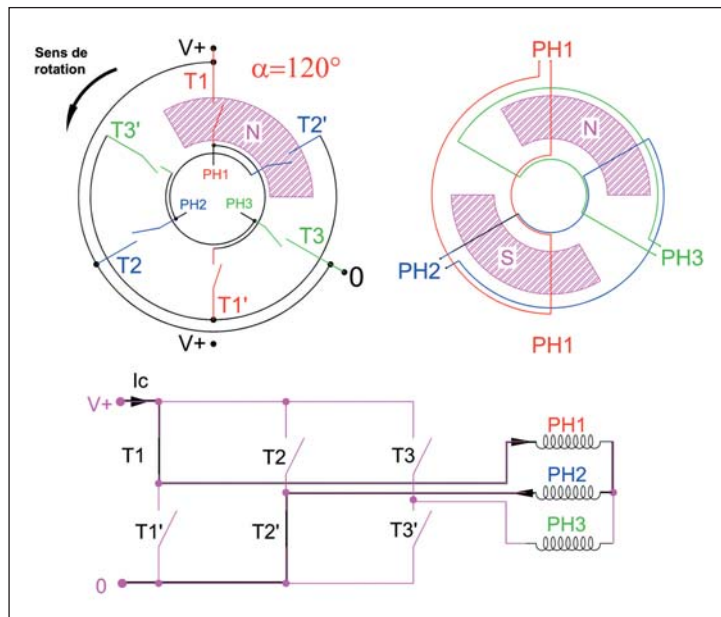 Sens de
rotation
V+
T1
α=120°
T3'
N
T2'
PH1
PH2
PH3
T2
T3
0
T1'
V+
PH1
N
S
PH2
PH3
PH1
Ic
V+
T1
T2
T3
PH1
PH2
PH3
T1'
T2'
T3'
0